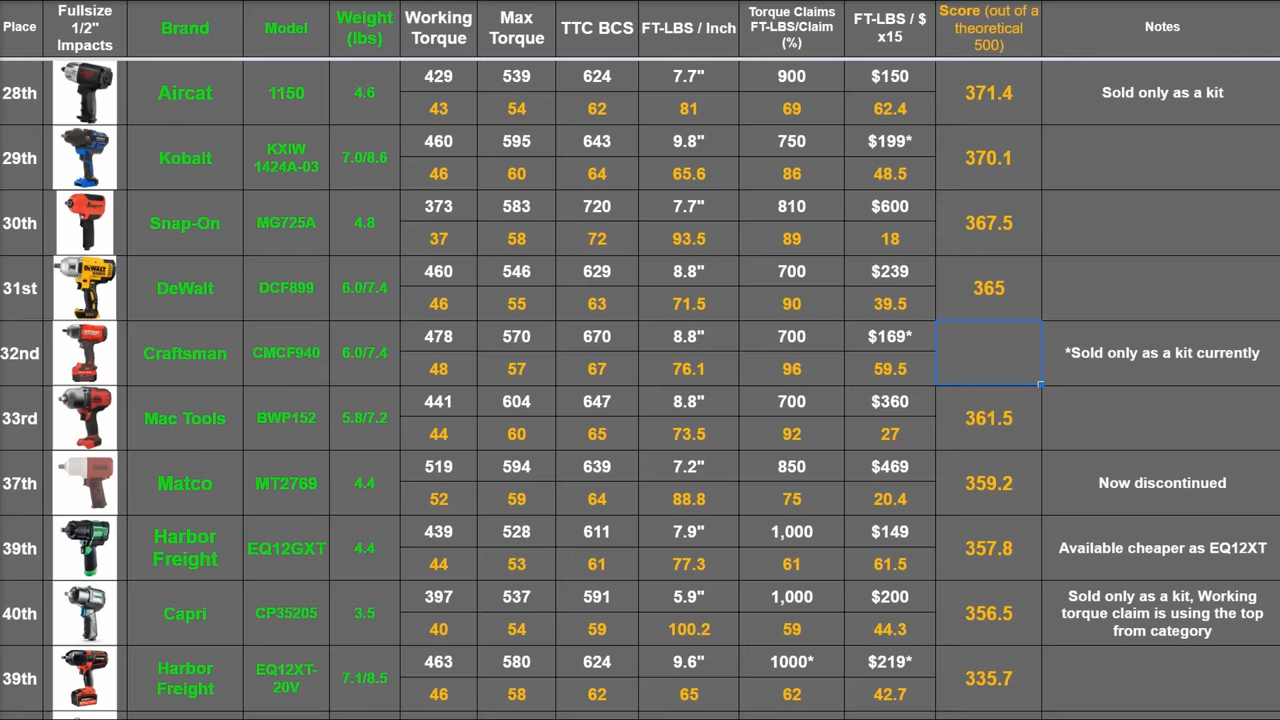 Place Fullsize 1/2" Impacts Brand Model Weight (lbs) Working Torque Max Torque TTC BCS FT-LBS / Inch Torque Claims FT-LBS/Claim (%) FT-LBS / $ x15 Score (out of a theoretical 500) Notes
28th Aircat 1150 4.6 429 539 624 7.7" 900 $150 371.4 Sold only as a kit
43 54 62 81 69 62.4
29th Kobalt KXIW 1424A-03 7.0/8.6 460 595 643 9.8" 750 $199* 370.1
46 60 64 65.6 86 48.5
30th Snap-On MG725A 4.8 373 583 720 7.7" 810 $600 367.5
37 58 72 93.5 89 18
31st DeWalt DCF899 6.0/7.4 460 546 629 8.8" 700 $239 365
46 55 63 71.5 90 39.5
32nd Craftsman CMCF940 6.0/7.4 478 570 670 8.8" 700 $169* *Sold only as a kit currently
48 57 67 76.1 96 59.5
33rd Mac Tools BWP152 5.8/7.2 441 604 647 8.8" 700 $360 361.5
44 60 65 73.5 92 27
37th Matco MT2769 4.4 519 594 639 7.2" 850 $469 359.2 Now discontinued
52 59 64 88.8 75 20.4
39th Harbor Freight EQ12GXT 4.4 439 528 611 7.9" 1,000 $149 357.8 Available cheaper as EQ12XT
44 53 61 77.3 61 61.5
40th Capri CP35205 3.5 397 537 591 5.9" 1,000 $200 356.5 Sold only as a kit, Working torque claim is using the top from category
40 54 59 100.2 59 44.3
39th Harbor Freight EQ12XT-20V 7.1/8.5 463 580 624 9.6" 1000* $219* 335.7
46 58 62 65 62 42.7